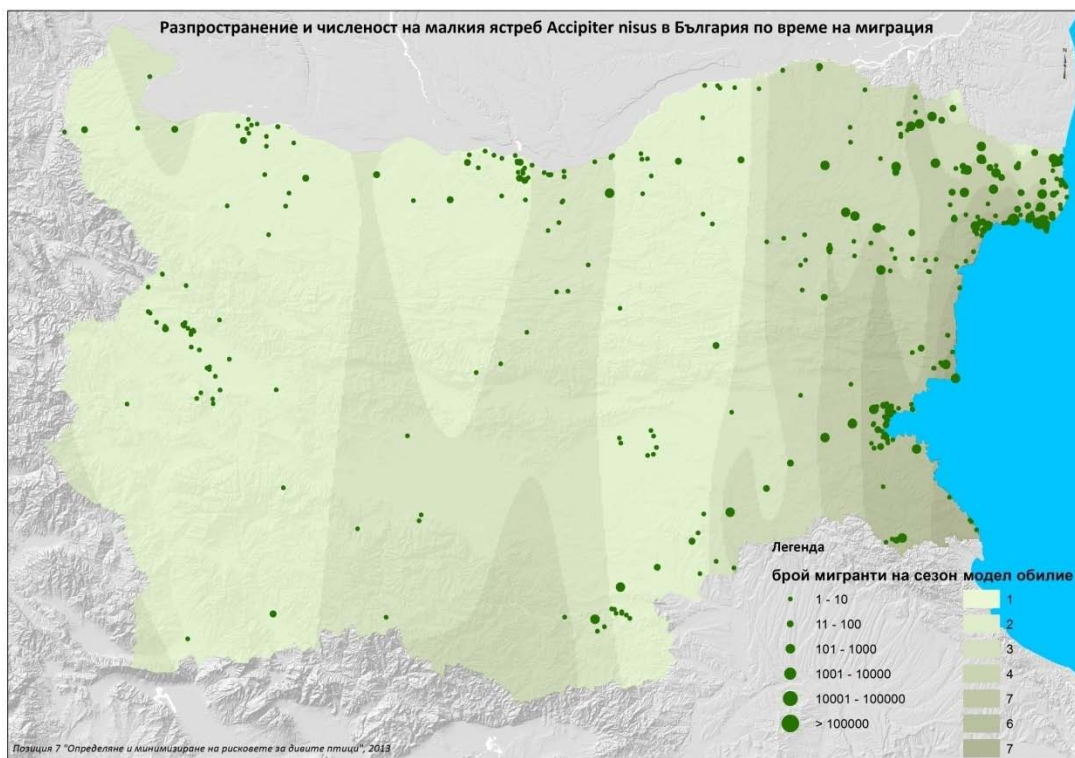 Разпространение и численост на малкия ястреб Accipiter nisus в България по време на миграция
Легенда
брой мигранти на сезон модел обилие
1 - 10 1
11 - 100 2
101 - 1000 3
1001 - 10000 4
10001 - 100000 7
> 100000 6
7
Позиция 7 "Определяне и минимизиране на рисковете за дивите птици", 2013